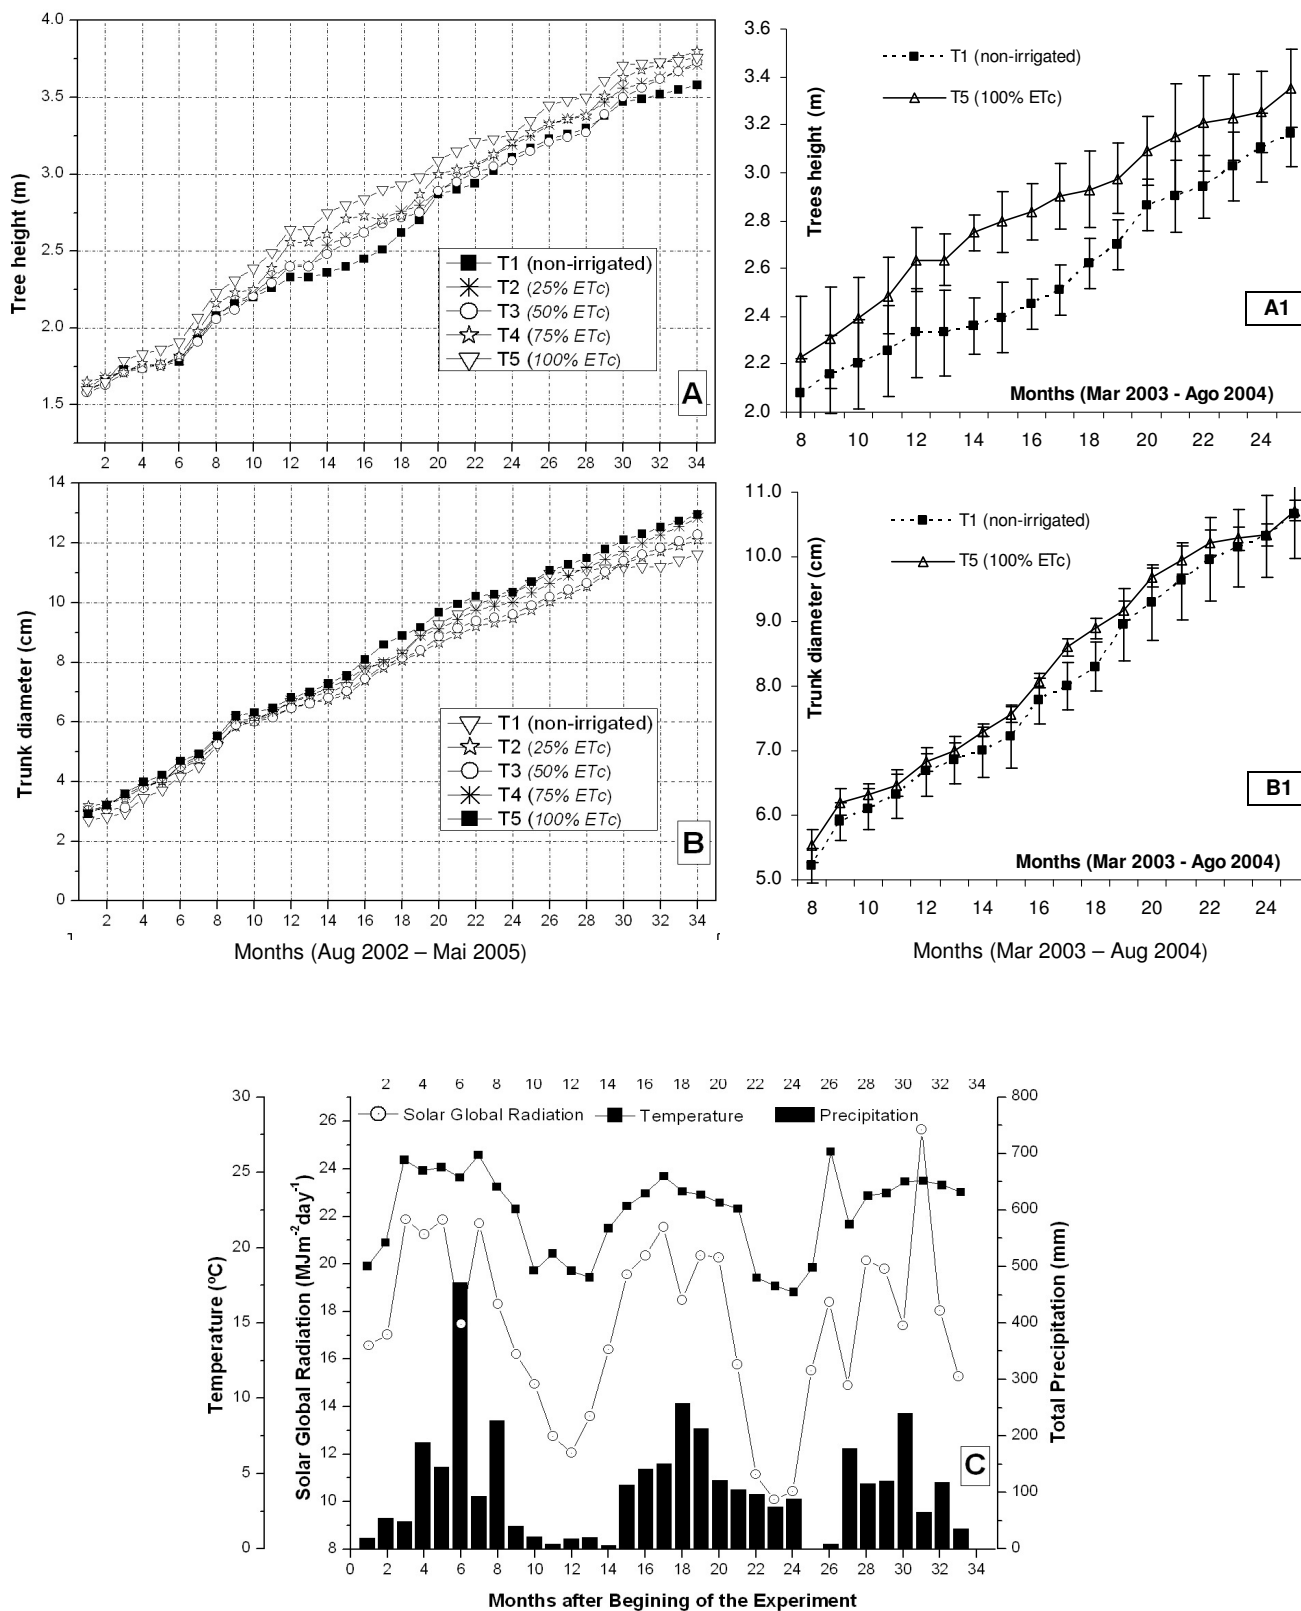 4.0
3.5
3.0
2.5
2.0
1.5
Tree height (m)
T1 (non-irrigated)
T2 (25% ETc)
T3 (50% ETc)
T4 (75% ETc)
T5 (100% ETc)
A
2 4 6 8 10 12 14 16 18 20 22 24 26 28 30 32 34
3.6
3.4
3.2
3.0
2.8
2.6
2.4
2.2
2.0
Trees height (m)
T1 (non-irrigated)
T5 (100% ETc)
A1
Months (Mar 2003 - Ago 2004)
8 10 12 14 16 18 20 22 24
14
12
10
8
6
4
2
0
Trunk diameter (cm)
T1 (non-irrigated)
T2 (25% ETc)
T3 (50% ETc)
T4 (75% ETc)
T5 (100% ETc)
B
2 4 6 8 10 12 14 16 18 20 22 24 26 28 30 32 34
Months (Aug 2002 – Mai 2005)
11.0
10.0
9.0
8.0
7.0
6.0
5.0
Trunk diameter (cm)
T1 (non-irrigated)
T5 (100% ETc)
B1
Months (Mar 2003 - Ago 2004)
8 10 12 14 16 18 20 22 24
Months (Mar 2003 – Aug 2004)
2 4 6 8 10 12 14 16 18 20 22 24 26 28 30 32 34
30
25
20
15
10
5
0
Temperature (ºC)
26
24
22
20
18
16
14
12
10
8
Solar Global Radiation (MJm-2day-1)
Solar Global Radiation Temperature Precipitation
C
800
700
600
500
400
300
200
100
0
Total Precipitation (mm)
0 2 4 6 8 10 12 14 16 18 20 22 24 26 28 30 32 34
Months after Begining of the Experiment